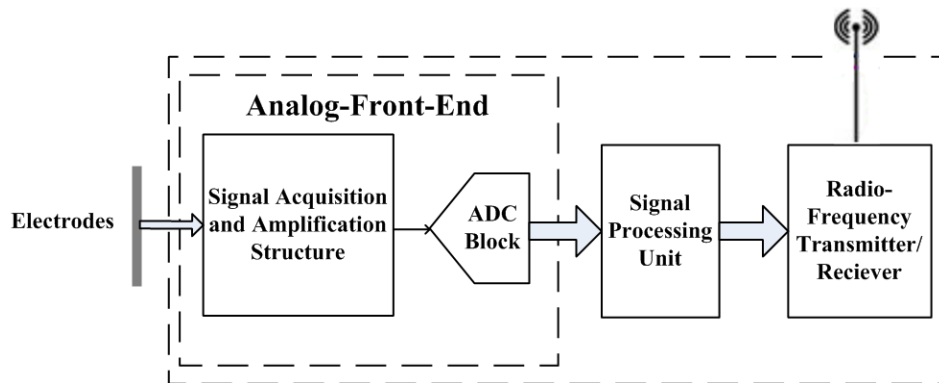 Analog-Front-End
Electrodes
Signal Acquisition
and Amplification
Structure
ADC
Block
Signal
Processing
Unit
Radio-
Frequency
Transmitter/
Reciever